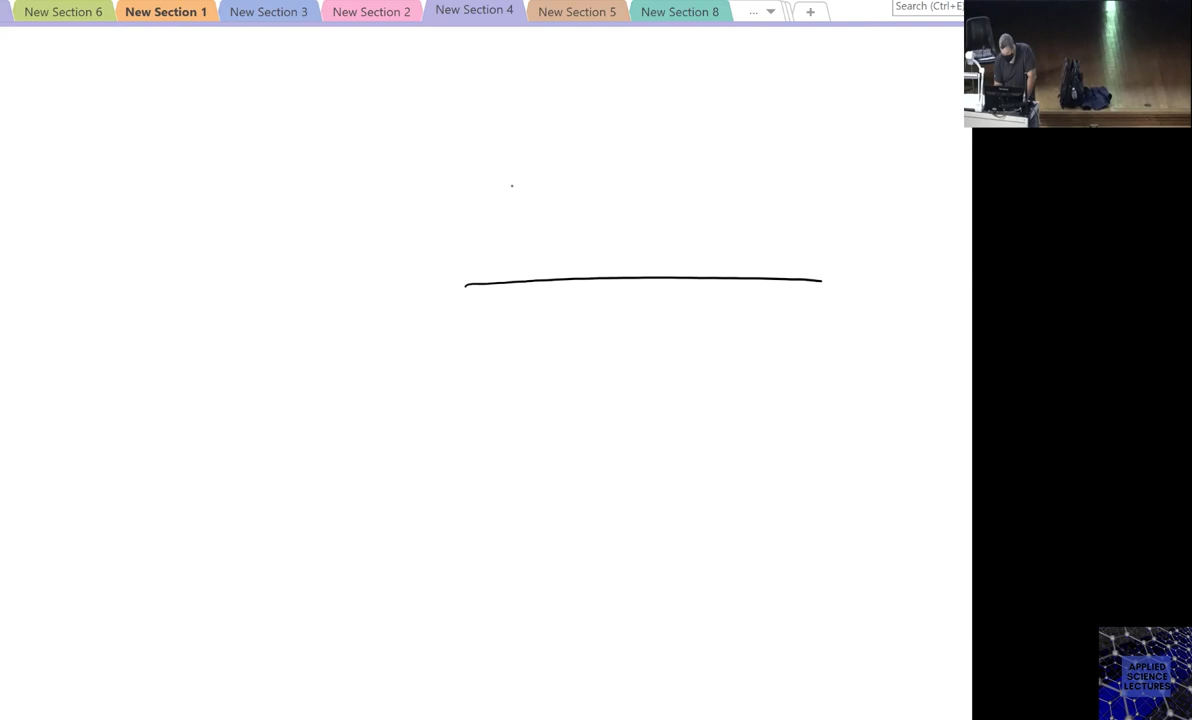 New Section 6
New Section 1
New Section 3
New Section 2
New Section 4
New Section 5
New Section 8
...
+
Search (Ctrl+E)
APPLIED
SCIENCE
LECTURES